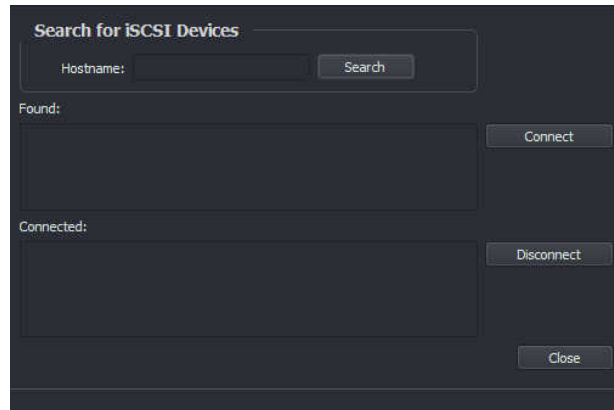 Search for iSCSI Devices
Hostname:
Search
Found:
Connect
Connected:
Disconnect
Close